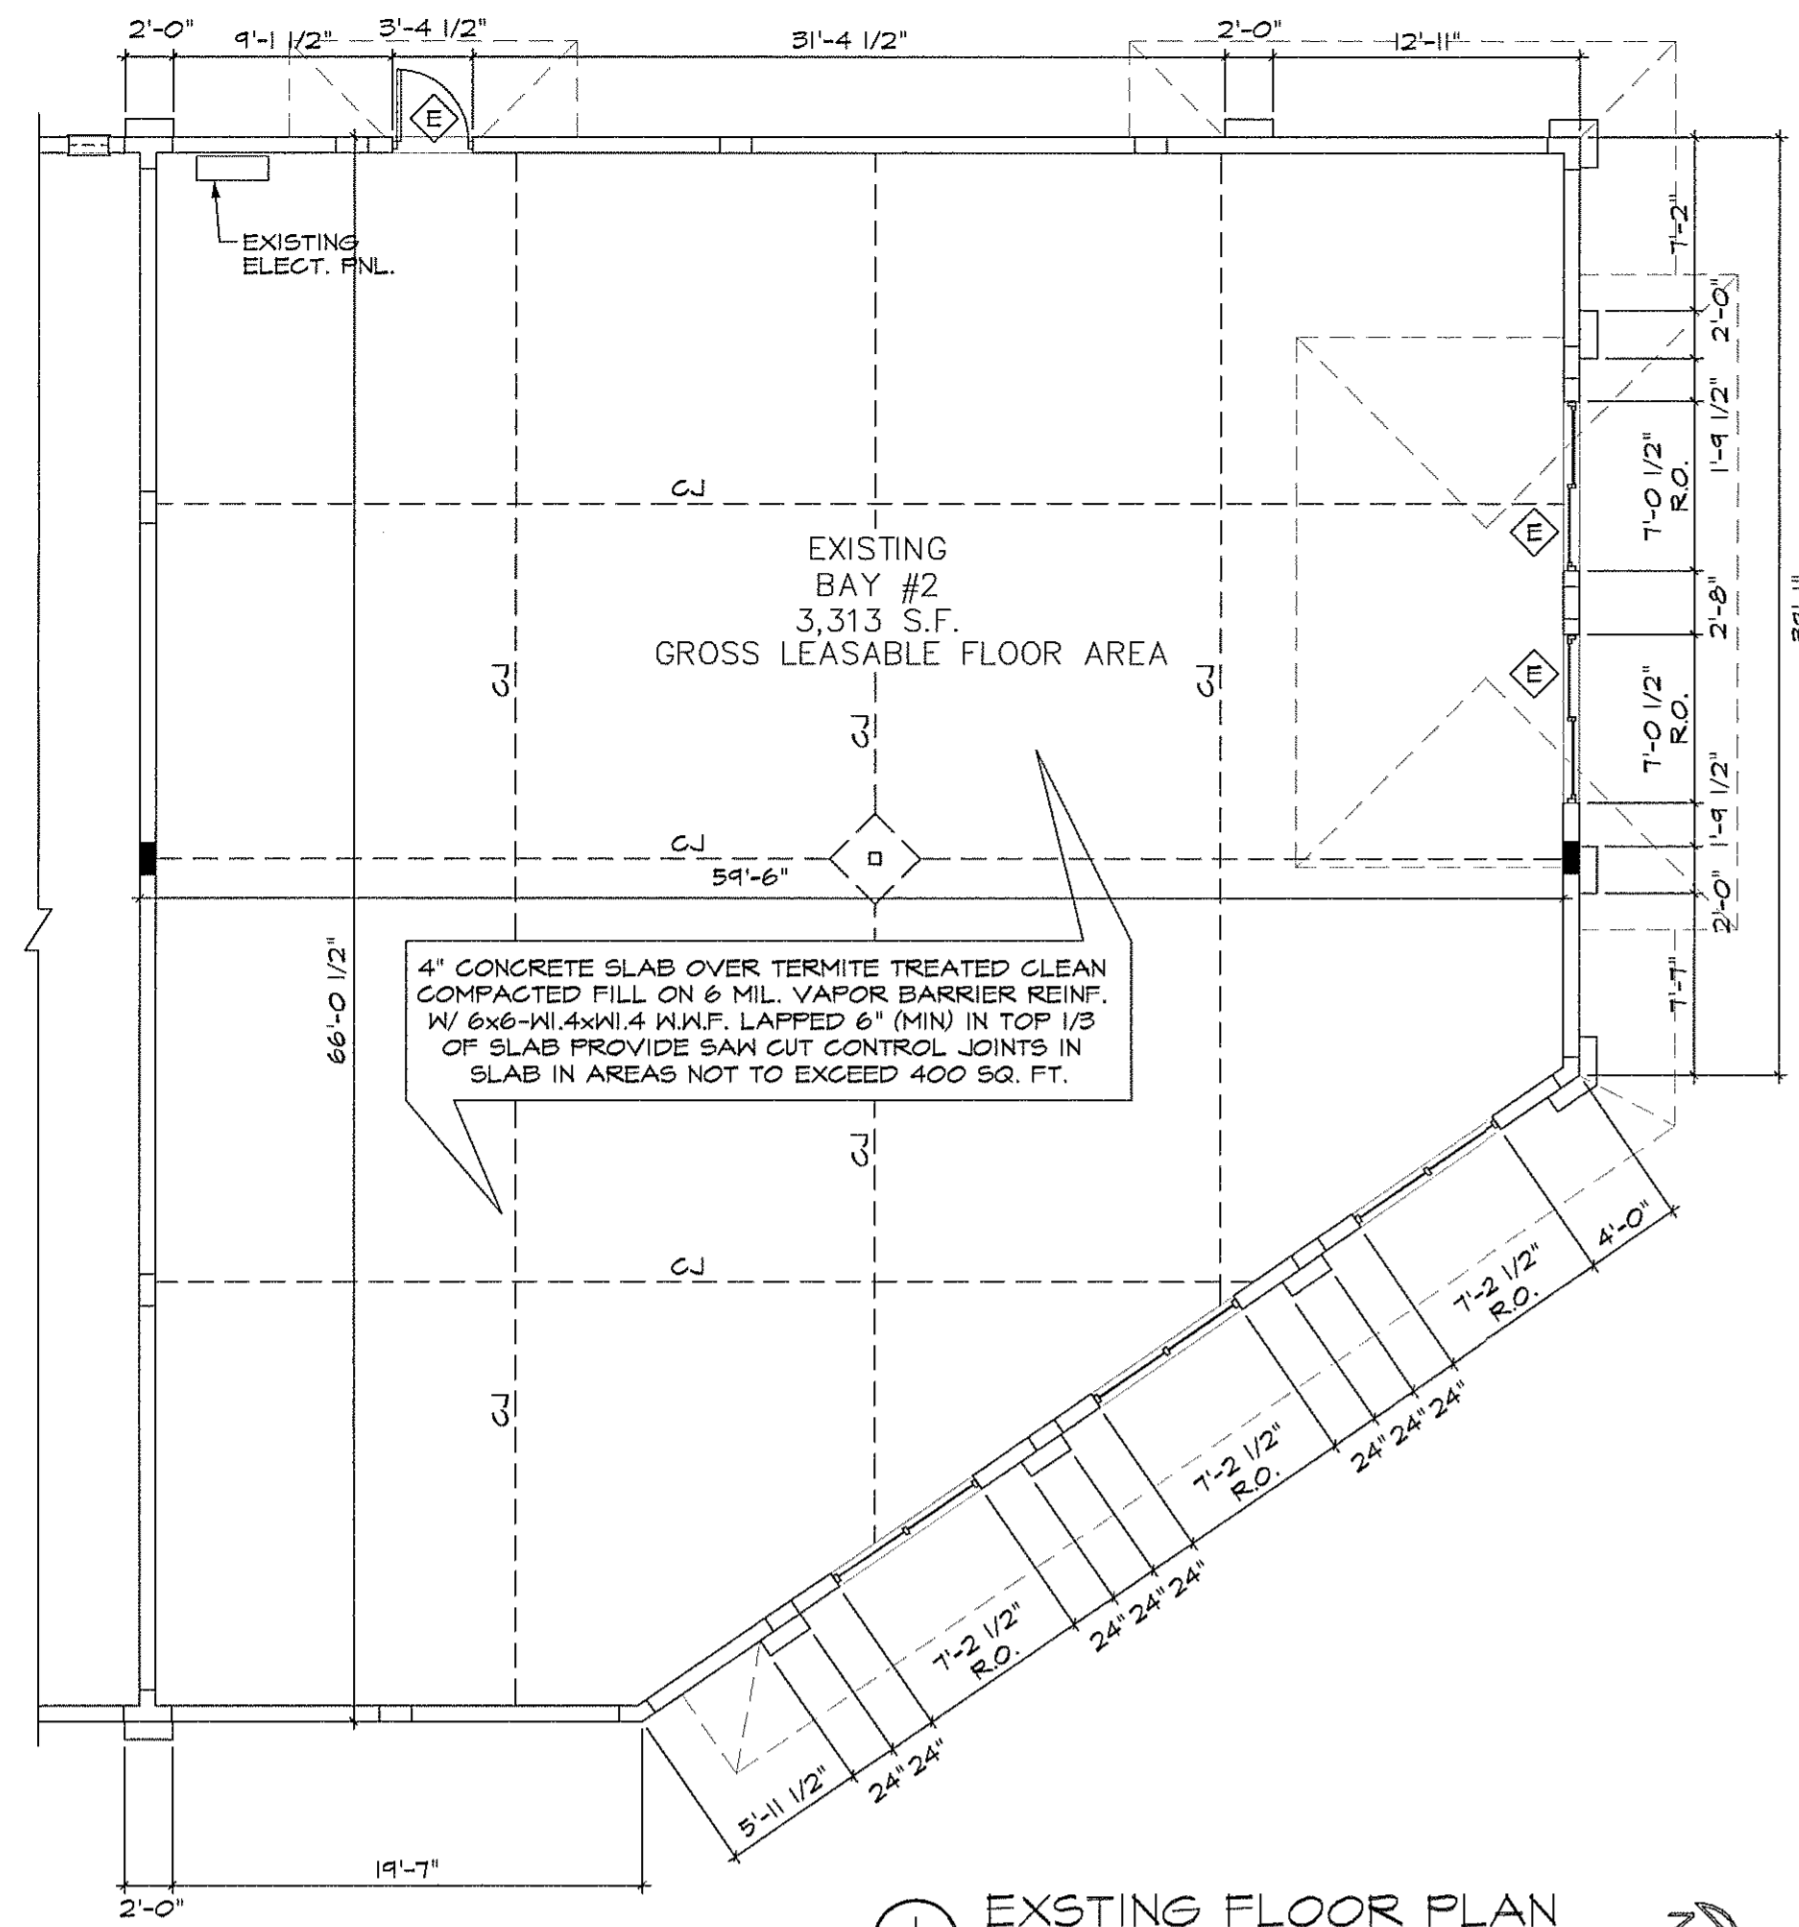 2'-0" 9'-1 1/2" 3'-4 1/2" 31'-4 1/2" 2'-0" 12'-11"
E
EXISTING
ELECT. PNL.
7'-2"
2'-0"
1'-9 1/2"
7'-0 1/2"
R.O.
CJ
E
EXISTING
BAY #2
3,313 S.F.
GROSS LEASABLE FLOOR AREA
2'-8"
CJ
CJ
CJ
E
7'-0 1/2"
R.O.
1'-9 1/2"
CJ
59'-6"
2'-0"
7'-7"
66'-0 1/2"
4" CONCRETE SLAB OVER TERMITE TREATED CLEAN
COMPACTED FILL ON 6 MIL. VAPOR BARRIER REINF.
W/ 6x6-W1.4xW1.4 W.W.F. LAPPED 6" (MIN) IN TOP 1/3
OF SLAB PROVIDE SAW CUT CONTROL JOINTS IN
SLAB IN AREAS NOT TO EXCEED 400 SQ. FT.
CJ
CJ
CJ
4'-0"
7'-2 1/2"
R.O.
24" 24" 24"
7'-2 1/2"
R.O.
24" 24" 24"
7'-2 1/2"
R.O.
24" 24"
5'-11 1/2"
19'-7"
2'-0"
EXSTING FLOOR PLAN